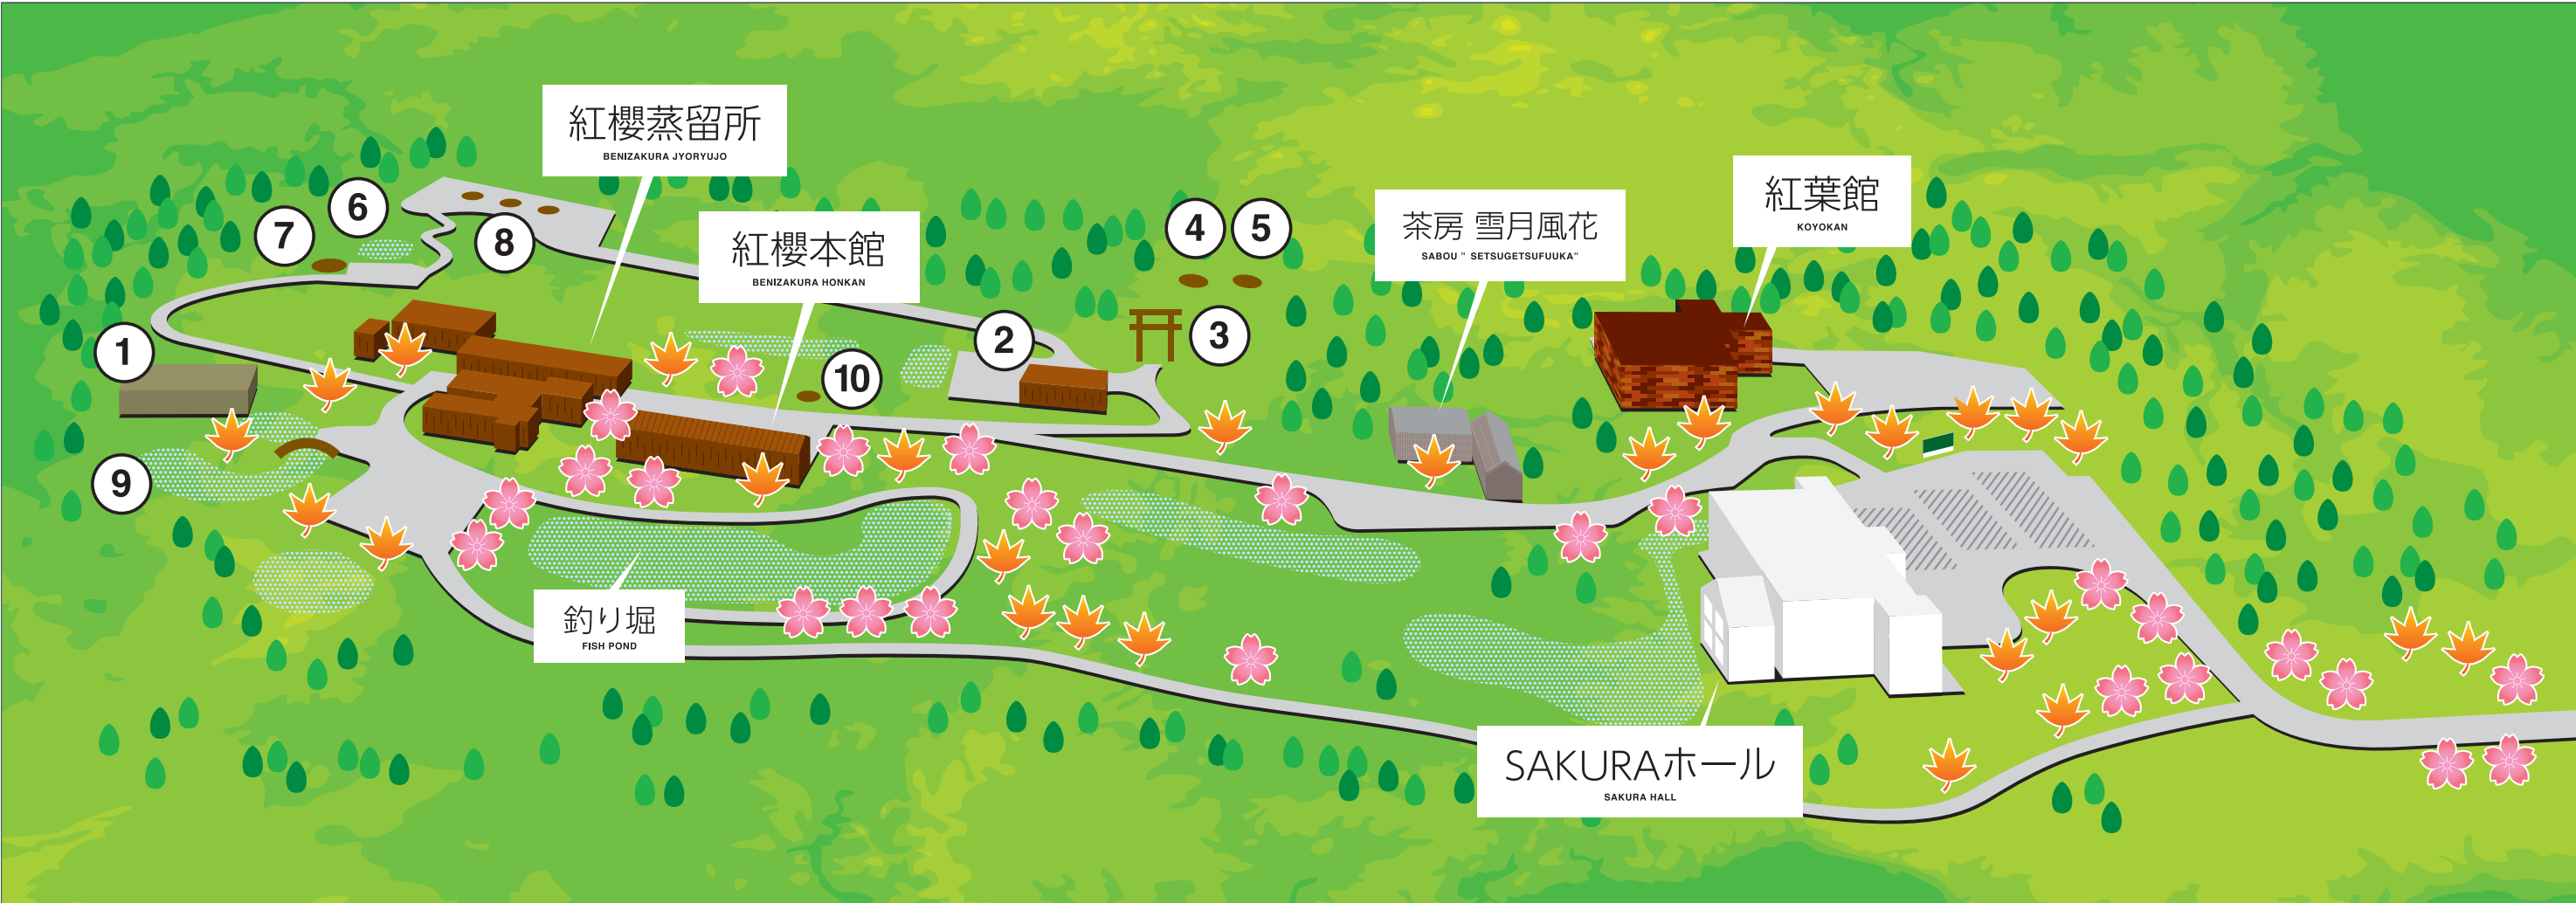 紅櫻蒸留所
BENIZAKURA JYORYUJO
紅櫻本館
BENIZAKURA HONKAN
茶房 雪月風花
SABOU " SETSUGETSUFUUKA"
紅葉館
KOYOKAN
6
7
8
4
5
3
2
1
10
9
釣り堀
FISH POND
SAKURAホール
SAKURA HALL